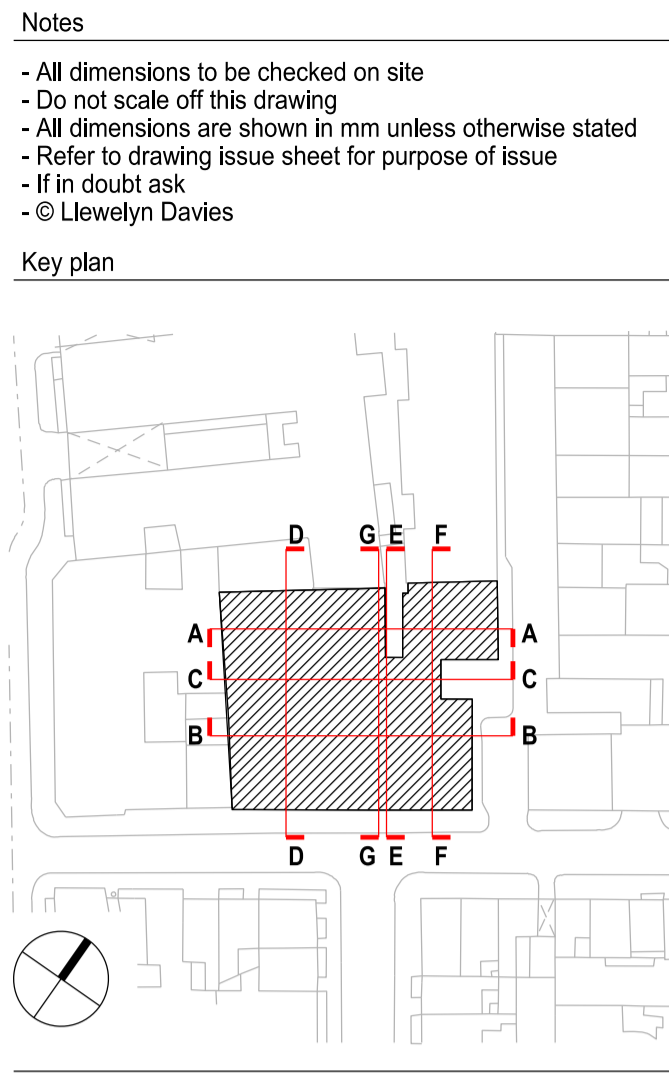 Notes
- All dimensions to be checked on site
- Do not scale off this drawing
- All dimensions are shown in mm unless otherwise stated
- Refer to drawing issue sheet for purpose of issue
- If in doubt ask
- © Llewelyn Davies
Key plan
D G E F
A A
C C
B B
D G E F